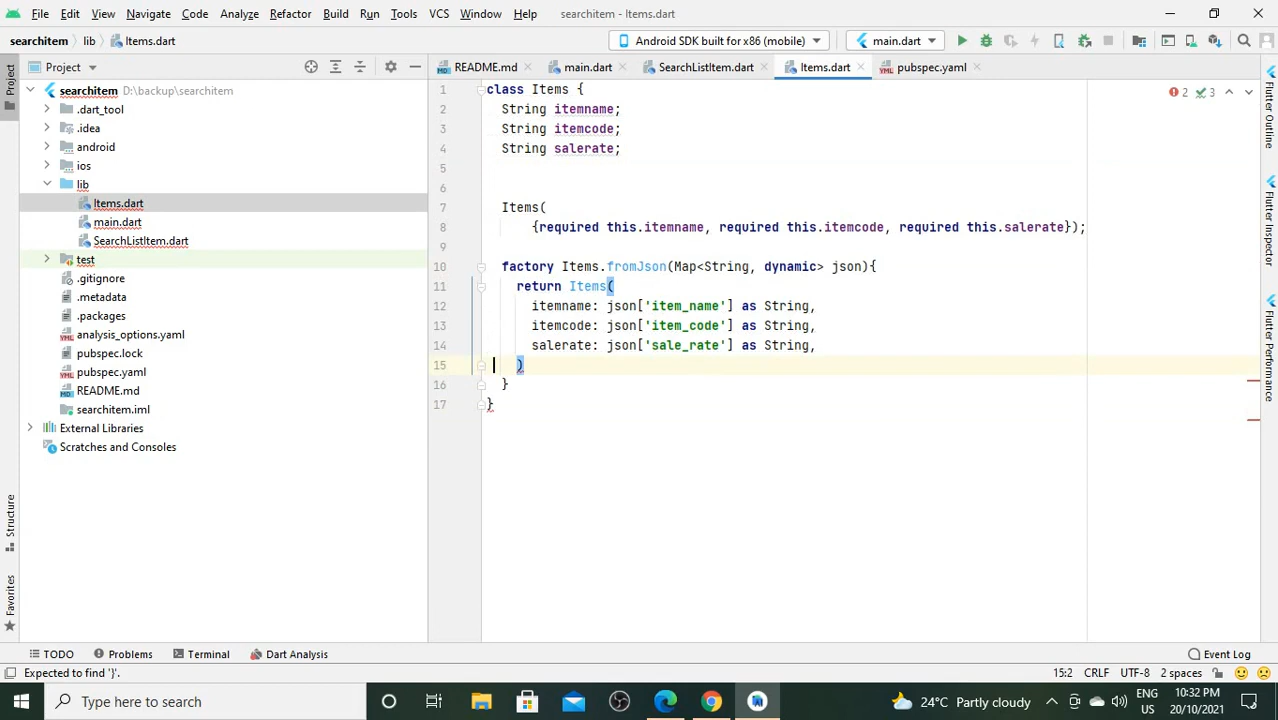 File Edit View Navigate Code Analyze Refactor Build Run Tools VCS Window Help searchitem - Items.dart
searchitem lib Items.dart Android SDK built for x86 (mobile) main.dart
Project README.md main.dart SearchListItem.dart Items.dart pubspec.yaml
Project
searchitem D:\backup\searchitem
.dart_tool
.idea
android
ios
lib
Items.dart
main.dart
SearchListItem.dart
test
.gitignore
.metadata
.packages
analysis_options.yaml
pubspec.lock
pubspec.yaml
README.md
searchitem.iml
External Libraries
Scratches and Consoles
Structure
Favorites
1 class Items {
2 String itemname;
3 String itemcode;
4 String salerate;
5
6
7 Items(
8 {required this.itemname, required this.itemcode, required this.salerate});
10 factory Items.fromJson(Map<String, dynamic> json){
11 return Items(
12 itemname: json['item_name'] as String,
13 itemcode: json['item_code'] as String,
14 salerate: json['sale_rate'] as String,
15 )
16 }
17 }
2 3
Flutter Outline
Flutter Inspector
Flutter Performance
TODO Problems Terminal Dart Analysis Event Log
Expected to find '}'. 15:2 CRLF UTF-8 2 spaces
Type here to search 24°C Partly cloudy ENG 10:32 PM
US 20/10/2021